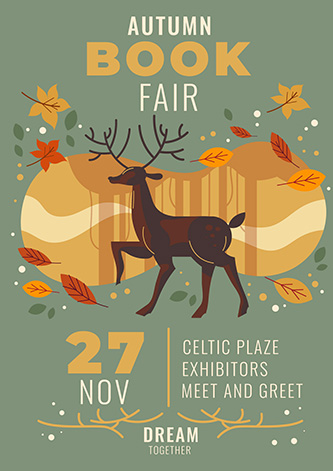 AUTUMN
BOOK
FAIR
27
NOV
CELTIC PLAZE
EXHIBITORS
MEET AND GREET
DREAM
TOGETHER